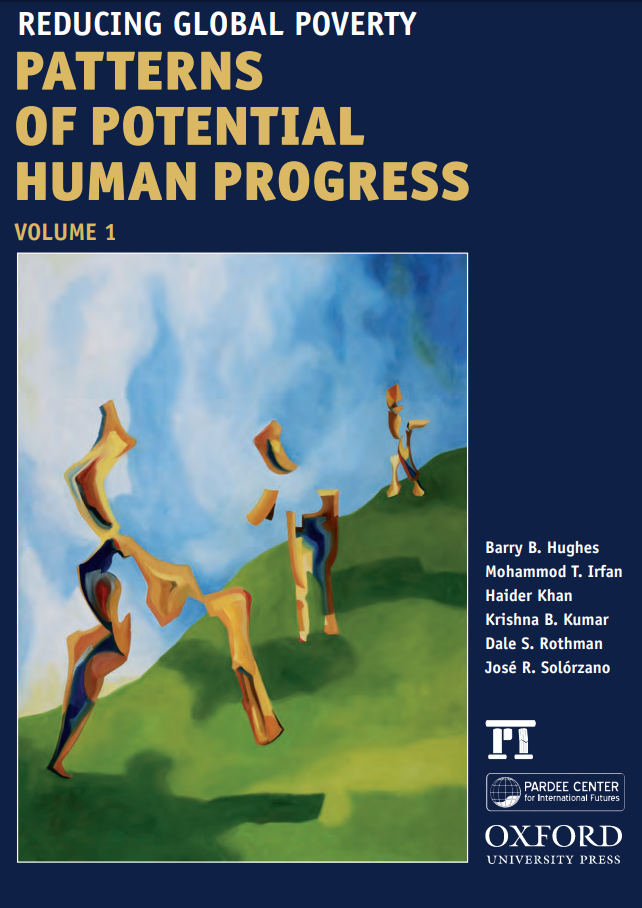 REDUCING GLOBAL POVERTY
PATTERNS
OF POTENTIAL
HUMAN PROGRESS
VOLUME 1
Barry B. Hughes
Mohammod T. Irfan
Haider Khan
Krishna B. Kumar
Dale S. Rothman
José R. Solórzano
PARDEE CENTER
for International Futures
OXFORD
UNIVERSITY PRESS